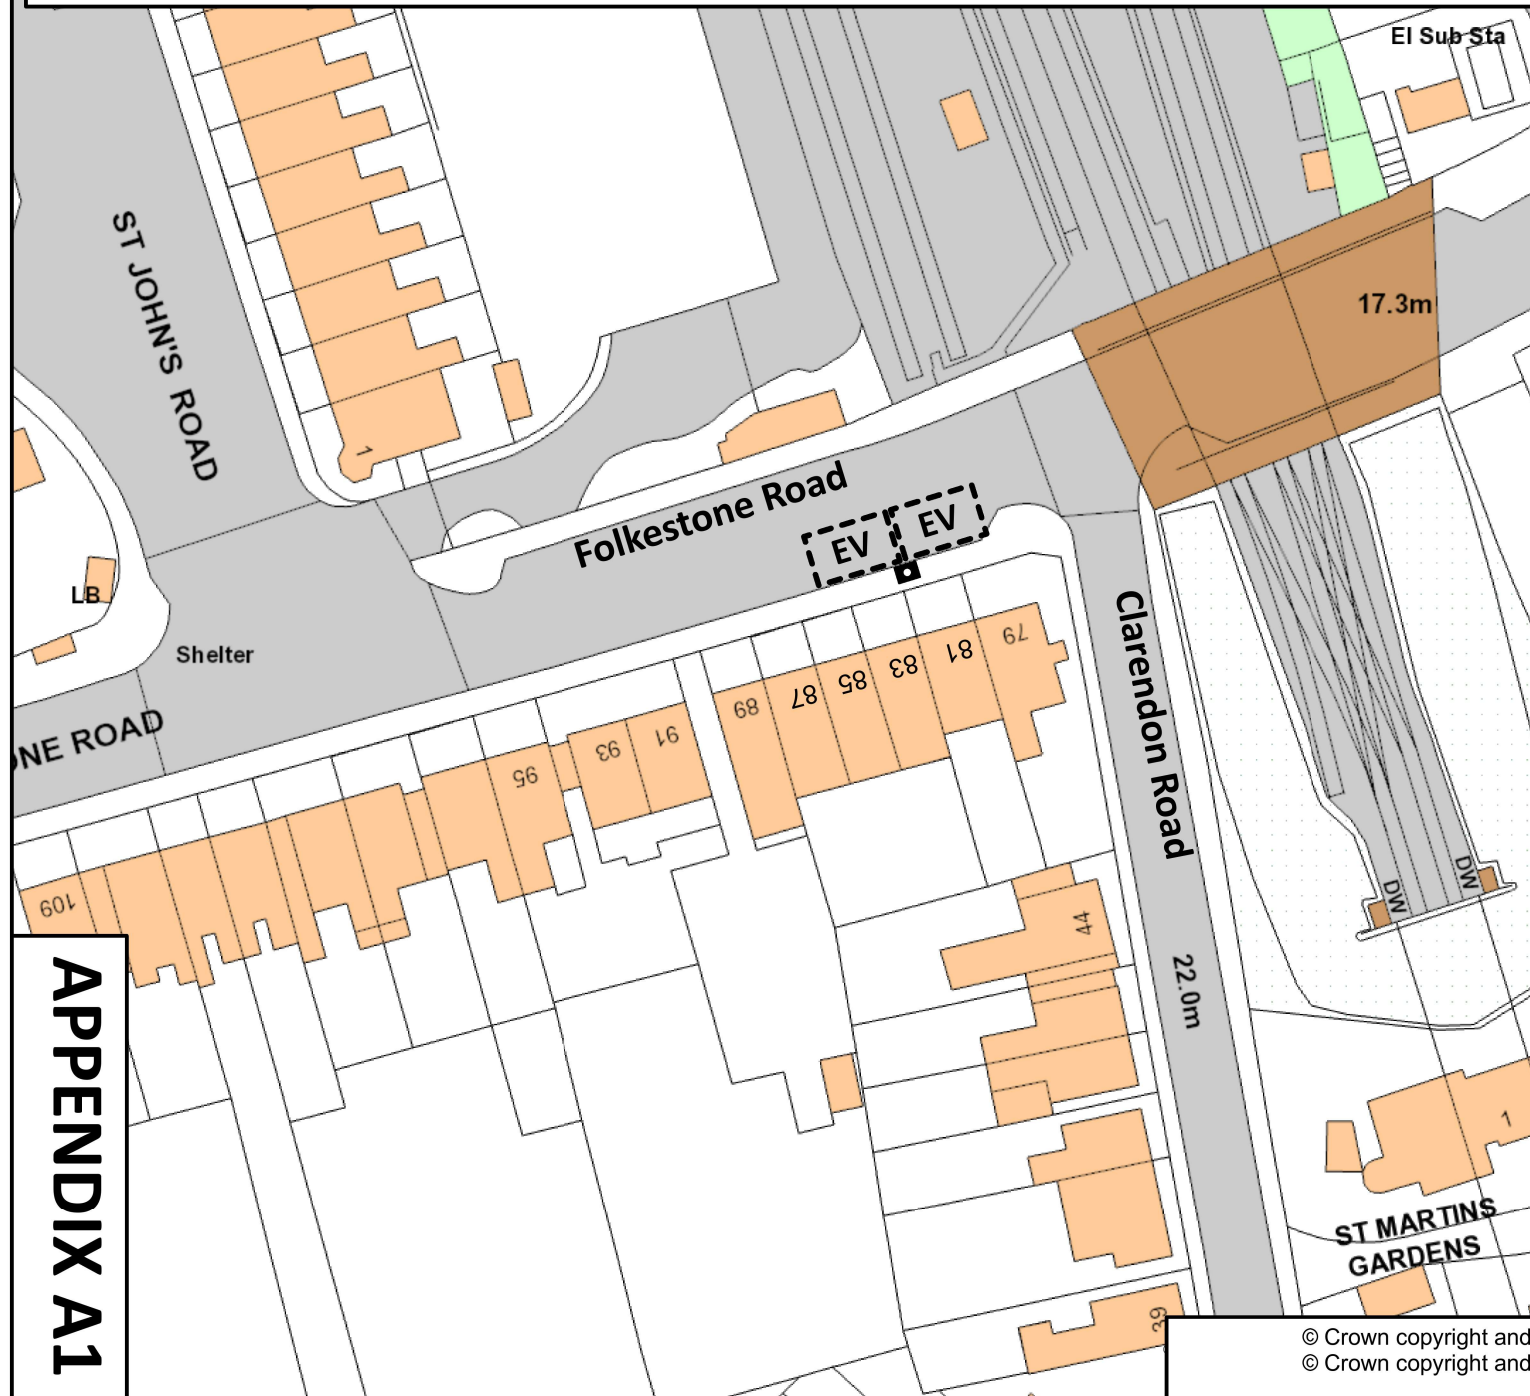 El Sub Sta
ST JOHN'S ROAD
17.3m
1
Folkestone Road
EV
EV
LB
Shelter
Clarendon Road
79
81
83
85
87
89
91
93
95
ONE ROAD
109
DW
DW
44
22.0m
APPENDIX A1
1
ST MARTINS
GARDENS
39
© Crown copyright and
© Crown copyright and